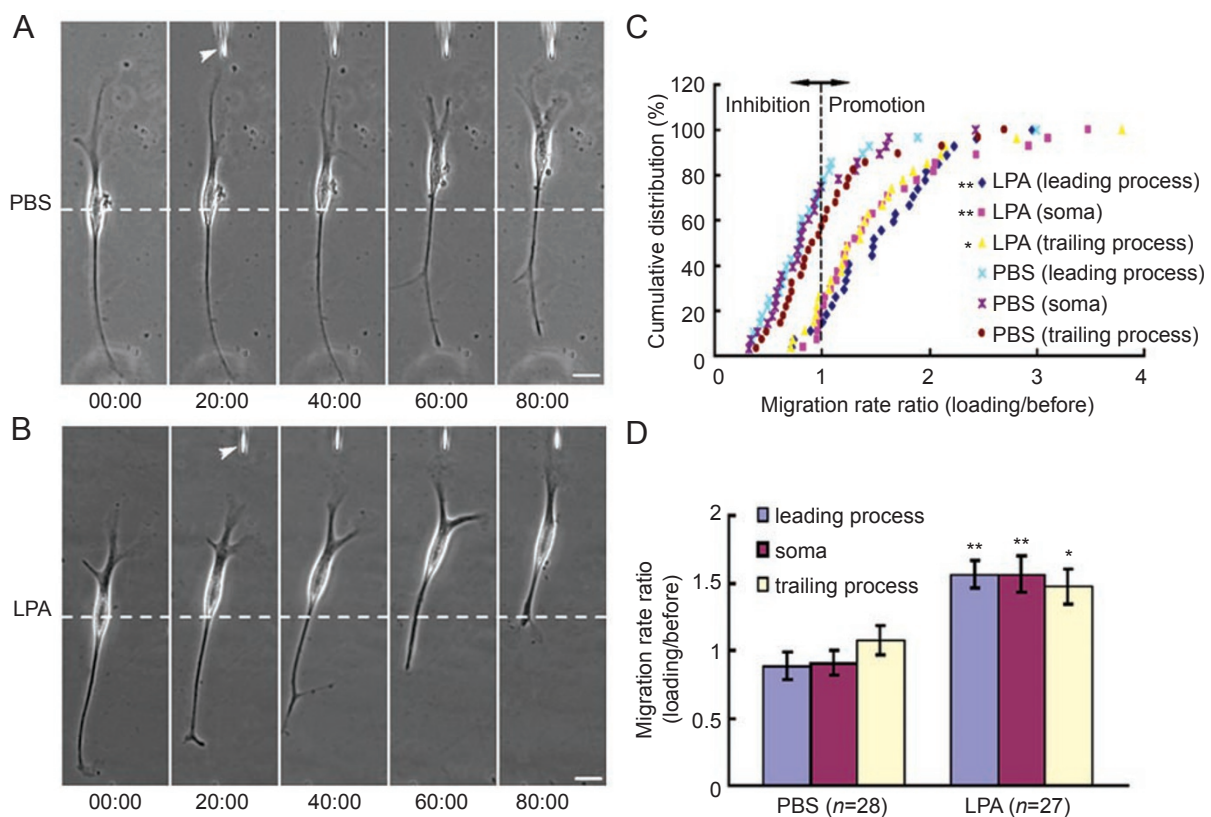 A
PBS
00:00 20:00 40:00 60:00 80:00
B
LPA
00:00 20:00 40:00 60:00 80:00
C
Cumulative distribution (%)
120
100
80
60
40
20
0
Inhibition Promotion
** LPA (leading process)
** LPA (soma)
* LPA (trailing process)
PBS (leading process)
PBS (soma)
PBS (trailing process)
0 1 2 3 4
Migration rate ratio (loading/before)
D
Migration rate ratio
(loading/before)
2
1.5
1
0.5
0
leading process
soma
trailing process
** ** *
PBS (n=28) LPA (n=27)